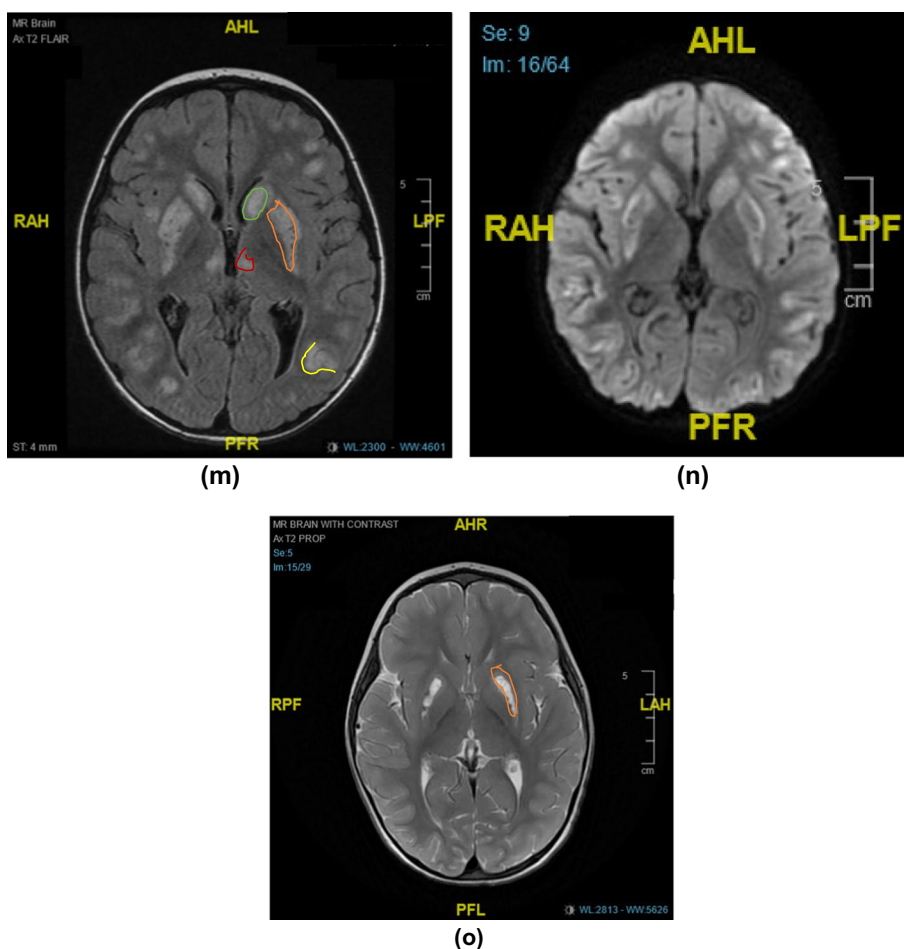 MR Brain
Ax T2 FLAIR
AHL
RAH
5
LPF
cm
ST: 4 mm
PFR
WL:2300 - WW:4601
(m)
Se: 9
Im: 16/64
AHL
5
RAH
LPF
cm
PFR
(n)
MR BRAIN WITH CONTRAST
Ax T2 PROP
Se:5
Im:15/29
AHR
5
RPF
LAH
cm
PFL
WL:2813 - WW:5626
(o)